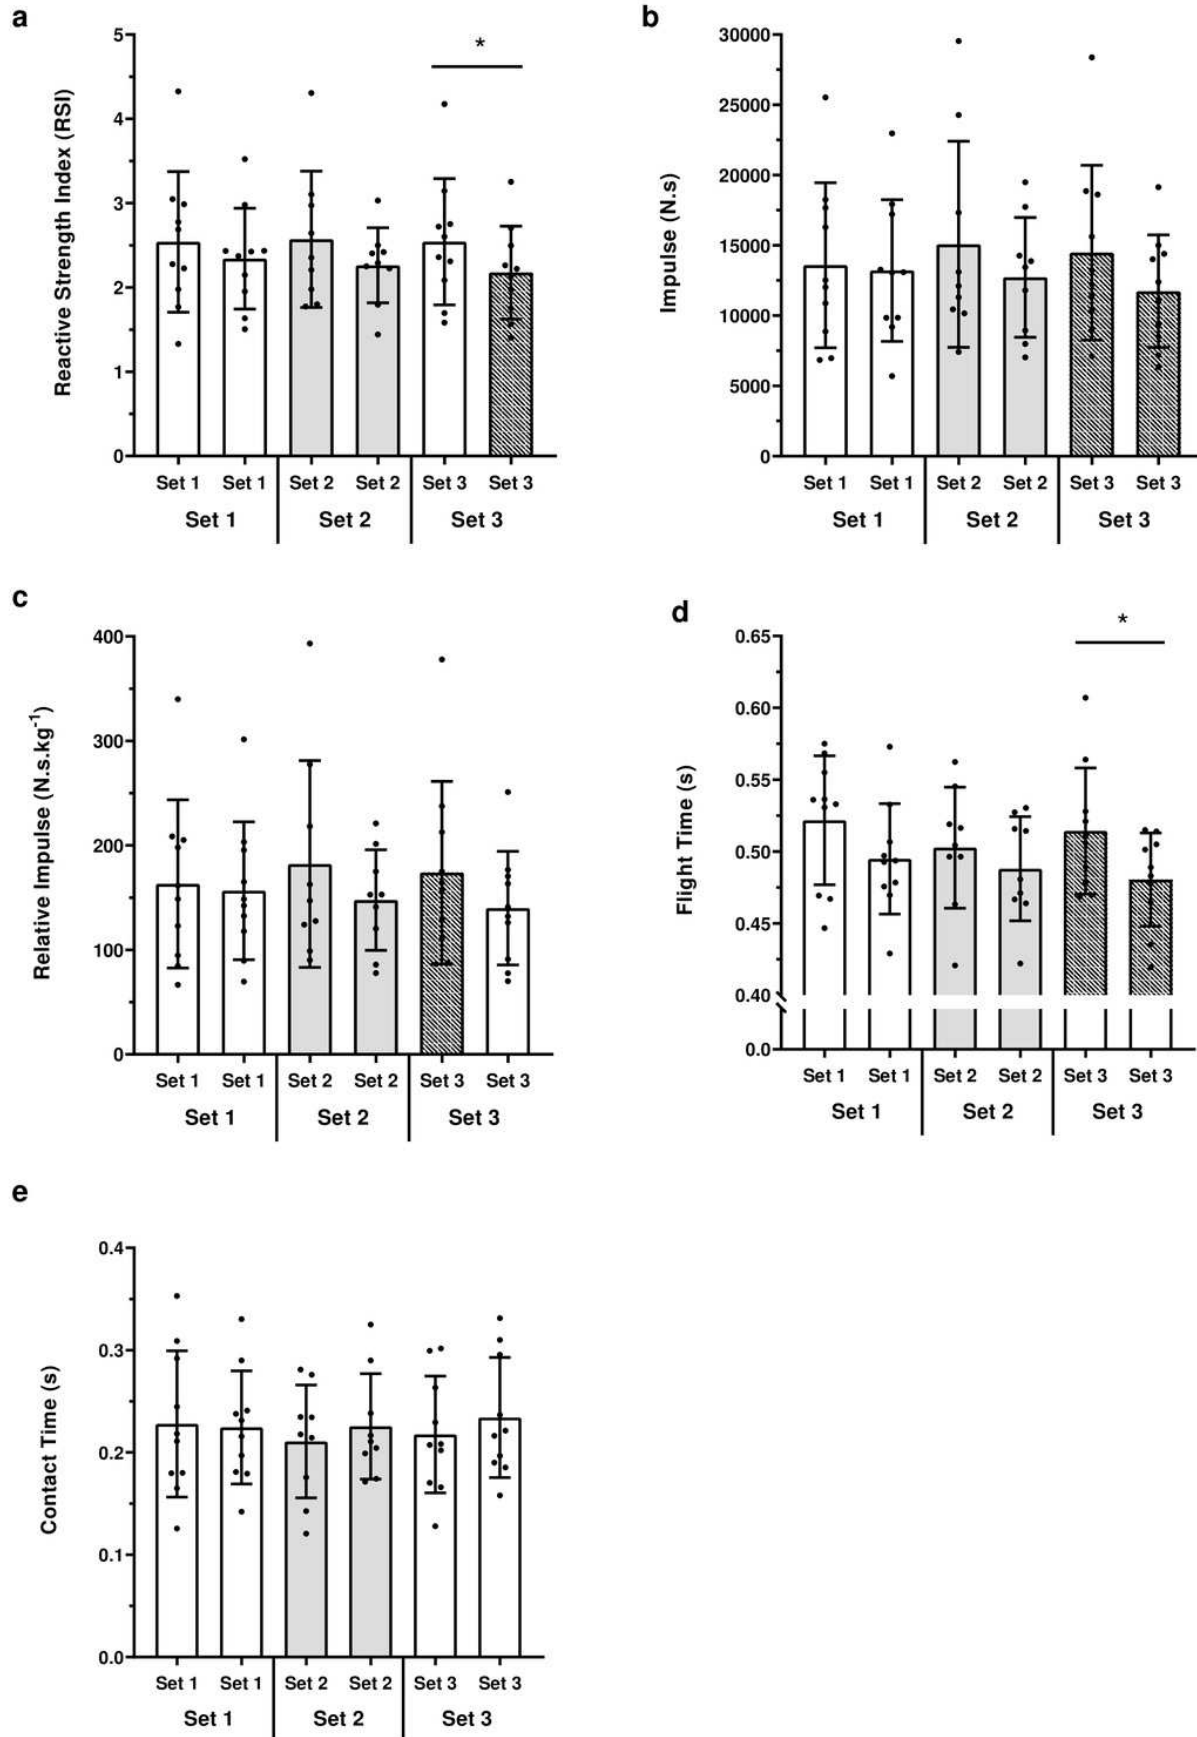 a
*
Reactive Strength Index (RSI)
5
4
3
2
1
0
Set 1 Set 1 Set 2 Set 2 Set 3 Set 3
Set 1 Set 2 Set 3
b
Impulse (N.s)
30000
25000
20000
15000
10000
5000
0
Set 1 Set 1 Set 2 Set 2 Set 3 Set 3
Set 1 Set 2 Set 3
c
Relative Impulse (N.s.kg-1)
400
300
200
100
0
Set 1 Set 1 Set 2 Set 2 Set 3 Set 3
Set 1 Set 2 Set 3
d
*
Flight Time (s)
0.65
0.60
0.55
0.50
0.45
0.40
0.0
Set 1 Set 1 Set 2 Set 2 Set 3 Set 3
Set 1 Set 2 Set 3
e
Contact Time (s)
0.4
0.3
0.2
0.1
0.0
Set 1 Set 1 Set 2 Set 2 Set 3 Set 3
Set 1 Set 2 Set 3